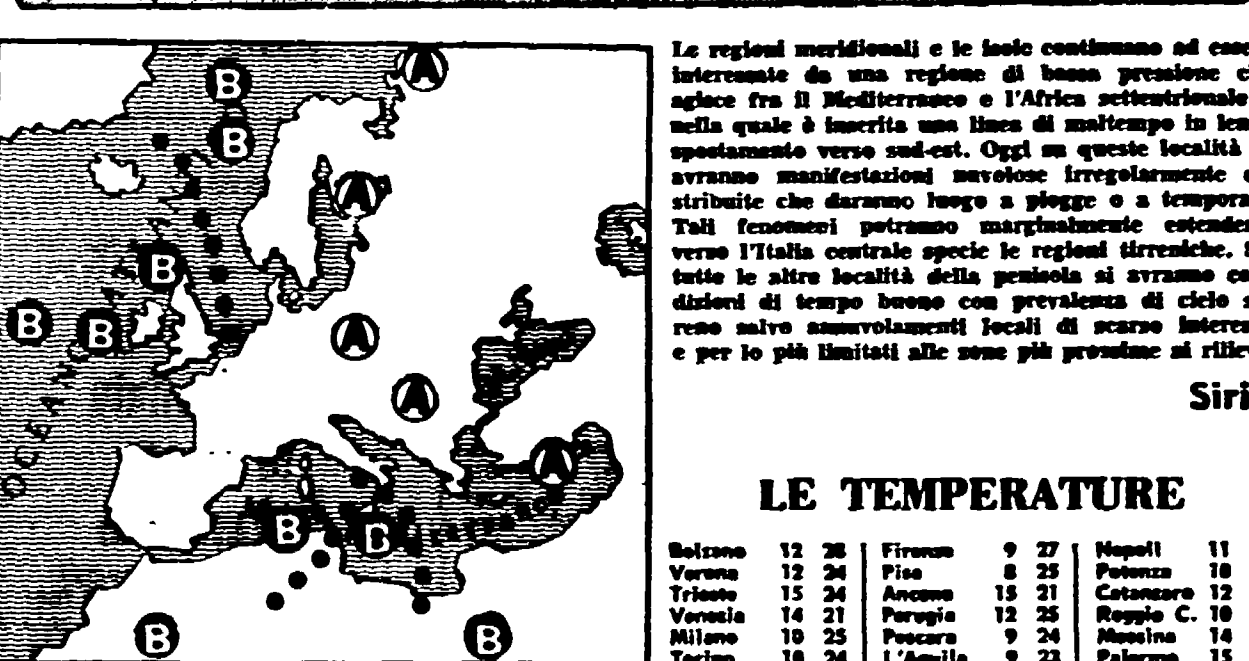 Le regioni meridionali e le isole continuano ad
interessate da una regione di bassa pressione
agisce fra il Mediterraneo e l'Africa settentrionale
nella quale è inserita una linea di maltempo in
spostamento verso sud-est. Oggi su queste località
avranno manifestazioni nuvolose irregolarmente
stribuite che daranno luogo a piogge o a
Tali fenomeni potranno marginalmente
verso l'Italia centrale specie le regioni tirreniche.
tutte le altre località della penisola si avranno
dizioni di tempo buono con prevalenza di cielo
reno salvo annuvolamenti locali di scarso
e per lo più limitati alle zone più prossime ai
Siri
LE TEMPERATURE
Bolzano 12 28 Firenze 9 27 Napoli 11
Verona 12 24 Pisa 8 25 Potenza 10
Trieste 15 24 Ancona 15 21 Catanzaro 12
Venezia 14 21 Perugia 12 25 Reggio C. 10
Milano 10 25 Pescara 9 24 Messina 14
Torino 10 24 L'Aquila 9 23 Palermo 15
OCEANO
B
B
B
B
B
B
B
B
B
A
A
A
A
A